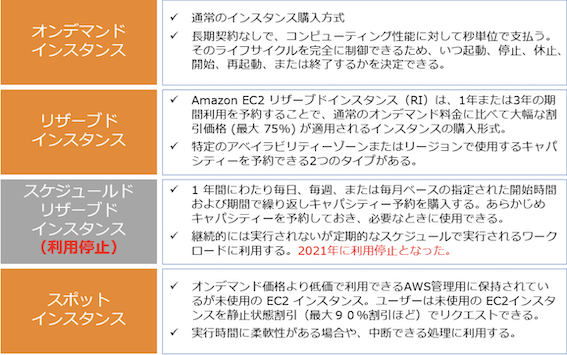 オンデマンド
インスタンス
✓ 通常のインスタンス購入方式
✓ 長期契約なしで、コンピューティング性能に対して秒単位で支払う。
そのライフサイクルを完全に制御できるため、いつ起動、停止、休止、
開始、再起動、または終了するかを決定できる。
リザーブド
インスタンス
✓ Amazon EC2 リザーブドインスタンス（RI）は、1年または3年の期
間利用を予約することで、通常のオンデマンド料金に比べて大幅な割
引価格 (最大 75%) が適用されるインスタンスの購入形式。
✓ 特定のアベイラビリティーゾーンまたはリージョンで使用するキャパ
シティーを予約できる2つのタイプがある。
スケジュールド
リザーブド
インスタンス
（利用停止）
✓ 1 年間にわたり毎日、毎週、または毎月ベースの指定された開始時間
および期間で繰り返しキャパシティー予約を購入する。あらかじめ
キャパシティーを予約しておき、必要なときに使用できる。
✓ 継続的には実行されないが定期的なスケジュールで実行されるワーク
ロードに利用する。2021年に利用停止となった。
スポット
インスタンス
✓ オンデマンド価格より低価で利用できるAWS管理用に保持されてい
るが未使用の EC2 インスタンス。ユーザーは未使用の EC2インスタ
ンスを静止状態割引（最大９０％割引ほど）でリクエストできる。
✓ 実行時間に柔軟性がある場合や、中断できる処理に利用する。